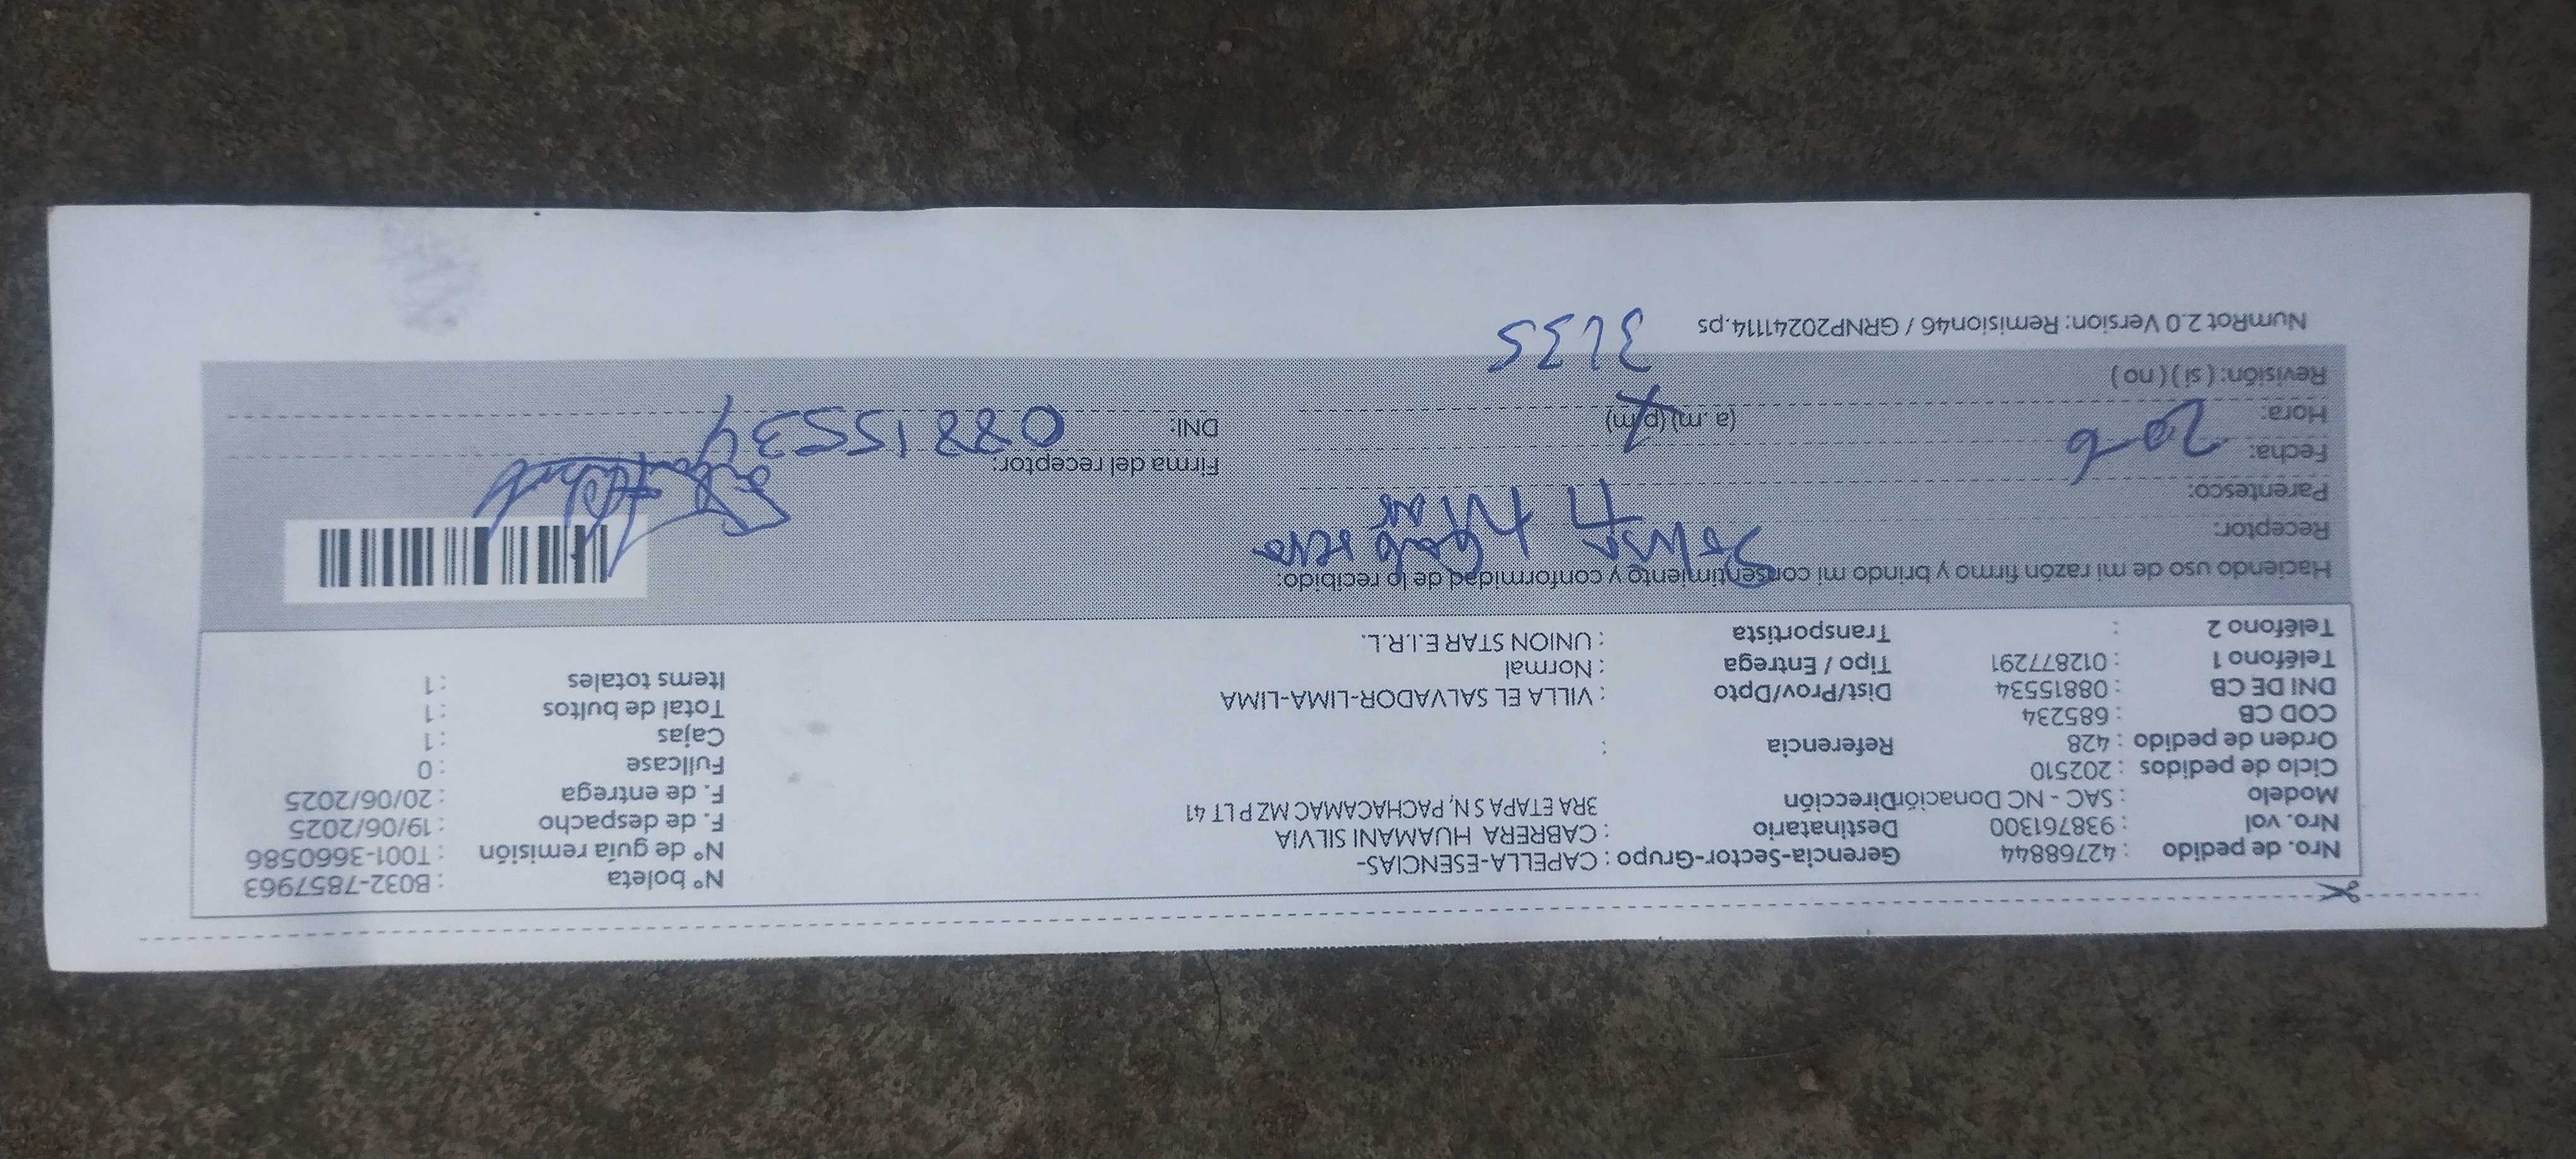 Nro. de pedido : 42768844 Gerencia-Sector-Grupo : CAPELLA-ESENCIAS- N° boleta : B032-7857963
Nro. vol : 938761300 Destinatario : CABRERA HUAMANI SILVIA N° de guía remisión : T001-3660586
Modelo : SAC - NC Donación Dirección 3RA ETAPA SN, PACHACAMAC MZ P LT 41 F. de despacho : 19/06/2025
Ciclo de pedidos : 202510 F. de entrega : 20/06/2025
Orden de pedido : 428 Referencia : Fullcase : 0
COD CB : 685234 Cajas : 1
DNI DE CB : 08815534 Dist/Prov/Dpto : VILLA EL SALVADOR-LIMA-LIMA Total de bultos : 1
Teléfono 1 : 012877291 Tipo / Entrega : Normal Items totales : 1
Teléfono 2 : Transportista : UNION STAR E.I.R.L.
Haciendo uso de mi razón firmo y brindo mi consentimiento y conformidad de lo recibido:
Receptor:
Parentesco:
Fecha: 20-6 Firma del receptor:
Hora: (a. m) (p. m) DNI: 08815534
Revisión: ( si ) ( no )
3L35
NumRot 2.0 Version: Remision46 / GRNP20241114.ps